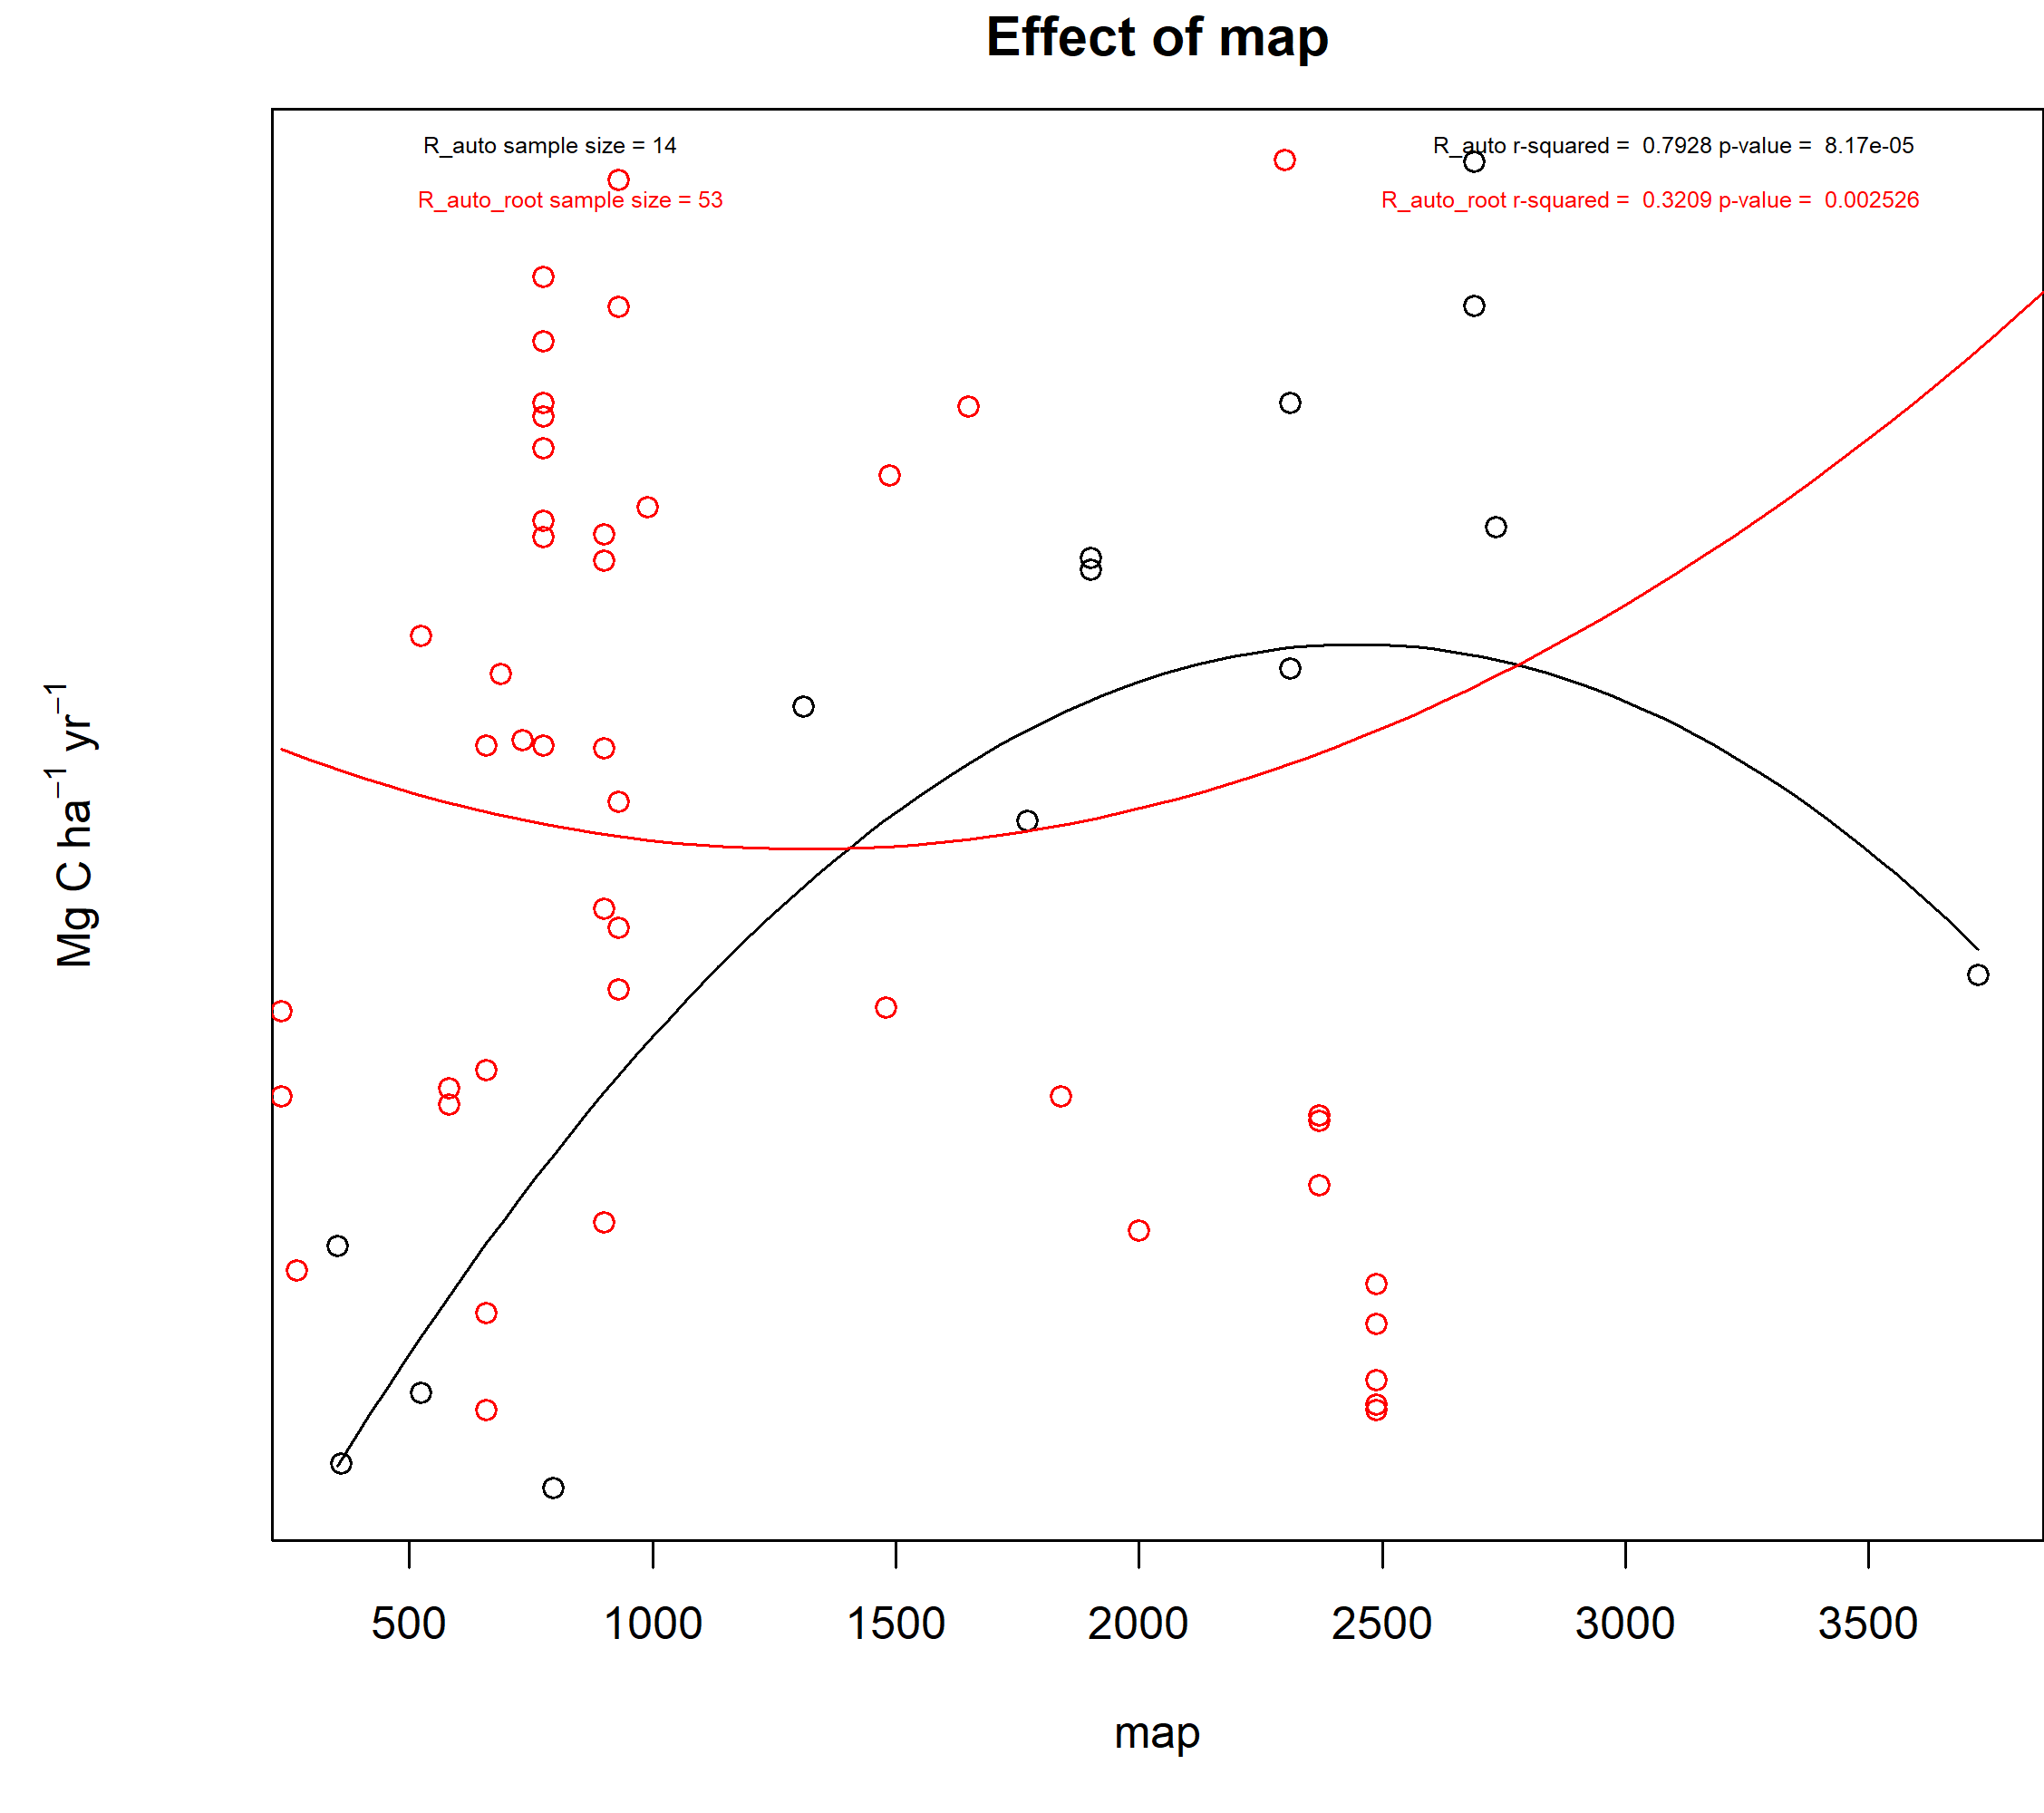 Effect of map
R_auto sample size = 14
R_auto r-squared =  0.7928 p-value =  8.17e-05
R_auto_root sample size = 53
R_auto_root r-squared =  0.3209 p-value =  0.002526
Mg C ha⁻¹ yr⁻¹
500 1000 1500 2000 2500 3000 3500
map